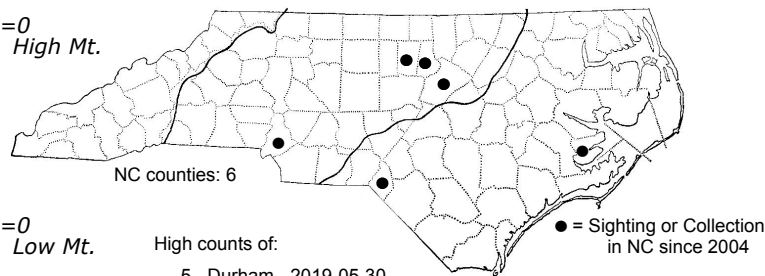 =0
High Mt.
NC counties: 6
=0
Low Mt.
High counts of:
5 - Durham - 2019-05-30
● = Sighting or Collection
in NC since 2004